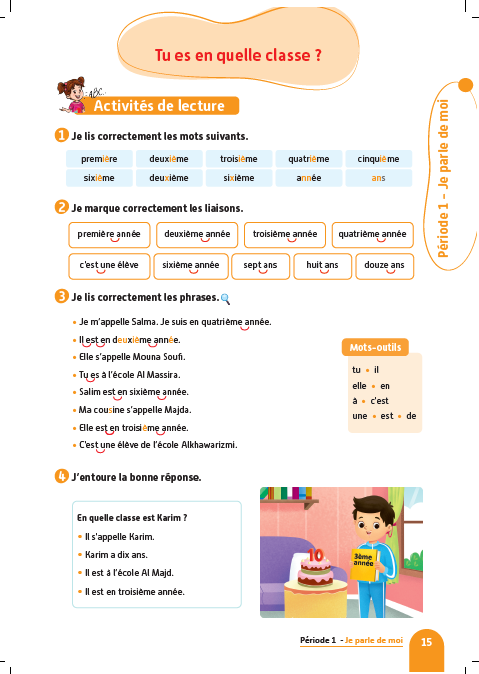 Tu es en quelle classe ?
ABC
Activités de lecture
1 Je lis correctement les mots suivants.
première deuxième troisième quatrième cinquième
sixième deuxième sixième année ans
2 Je marque correctement les liaisons.
première année deuxième année troisième année quatrième année
c'est une élève sixième année sept ans huit ans douze ans
3 Je lis correctement les phrases.
• Je m'appelle Salma. Je suis en quatrième année.
• Il est en deuxième année.
• Elle s'appelle Mouna Soufi.
• Tu es à l'école Al Massira.
• Salim est en sixième année.
• Ma cousine s'appelle Majda.
• Elle est en troisième année.
• C'est une élève de l'école Alkhawarizmi.
Mots-outils
tu • il
elle • en
à • c'est
une • est • de
4 J'entoure la bonne réponse.
En quelle classe est Karim ?
• Il s'appelle Karim.
• Karim a dix ans.
• Il est à l'école Al Majd.
• Il est en troisième année.
10
3ème
année
Période 1 - Je parle de moi
Période 1 - Je parle de moi 15